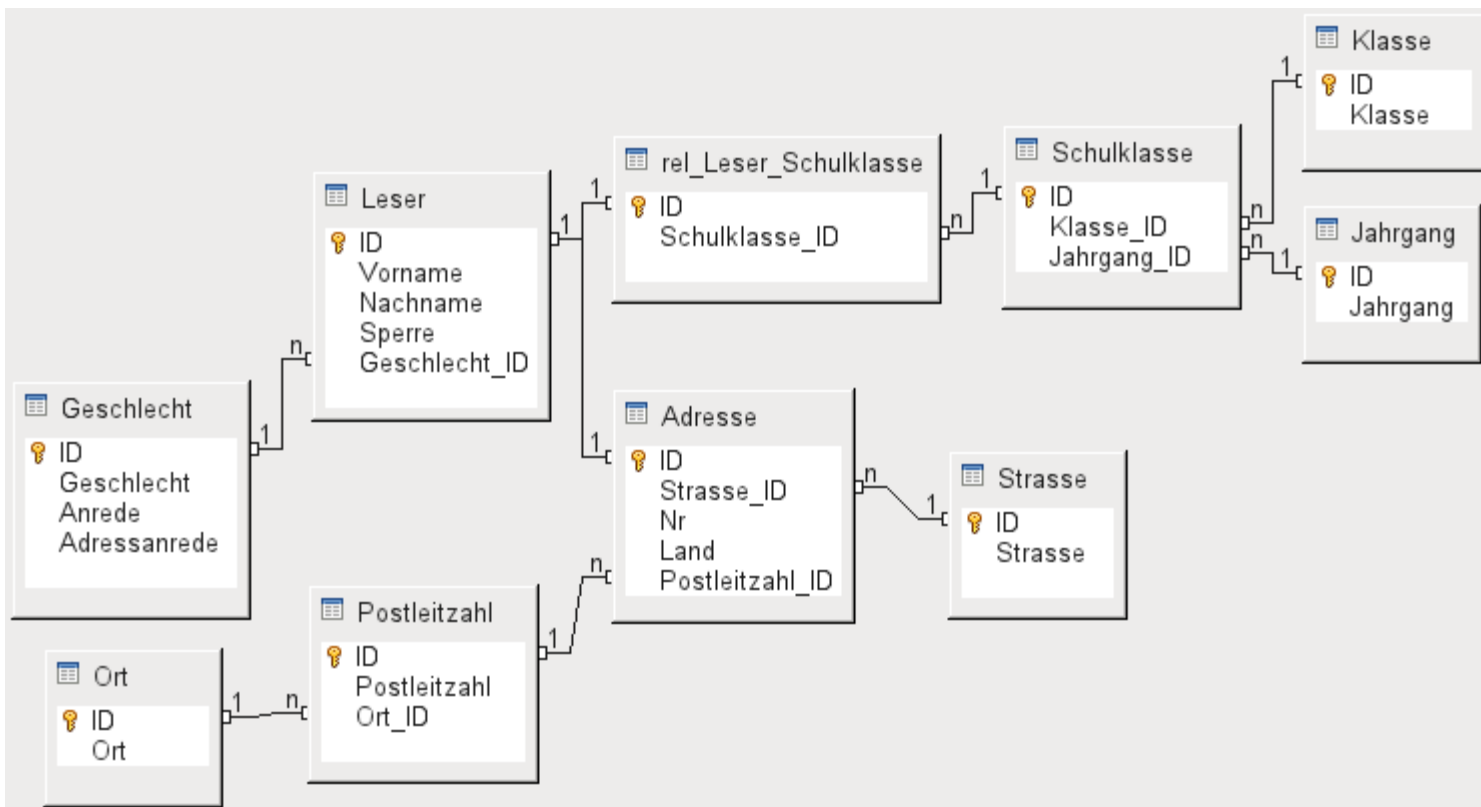 Klasse
ID
Klasse
1
n
Schulklasse
ID
Klasse_ID
Jahrgang_ID
1
n
n
1
Jahrgang
ID
Jahrgang
rel_Leser_Schulklasse
ID
Schulklasse_ID
1
n
Leser
ID
Vorname
Nachname
Sperre
Geschlecht_ID
1
n
Geschlecht
ID
Geschlecht
Anrede
Adressanrede
1
Adresse
ID
Strasse_ID
Nr
Land
Postleitzahl_ID
1
n
n
1
Strasse
ID
Strasse
Postleitzahl
ID
Postleitzahl
Ort_ID
1
n
Ort
ID
Ort
1